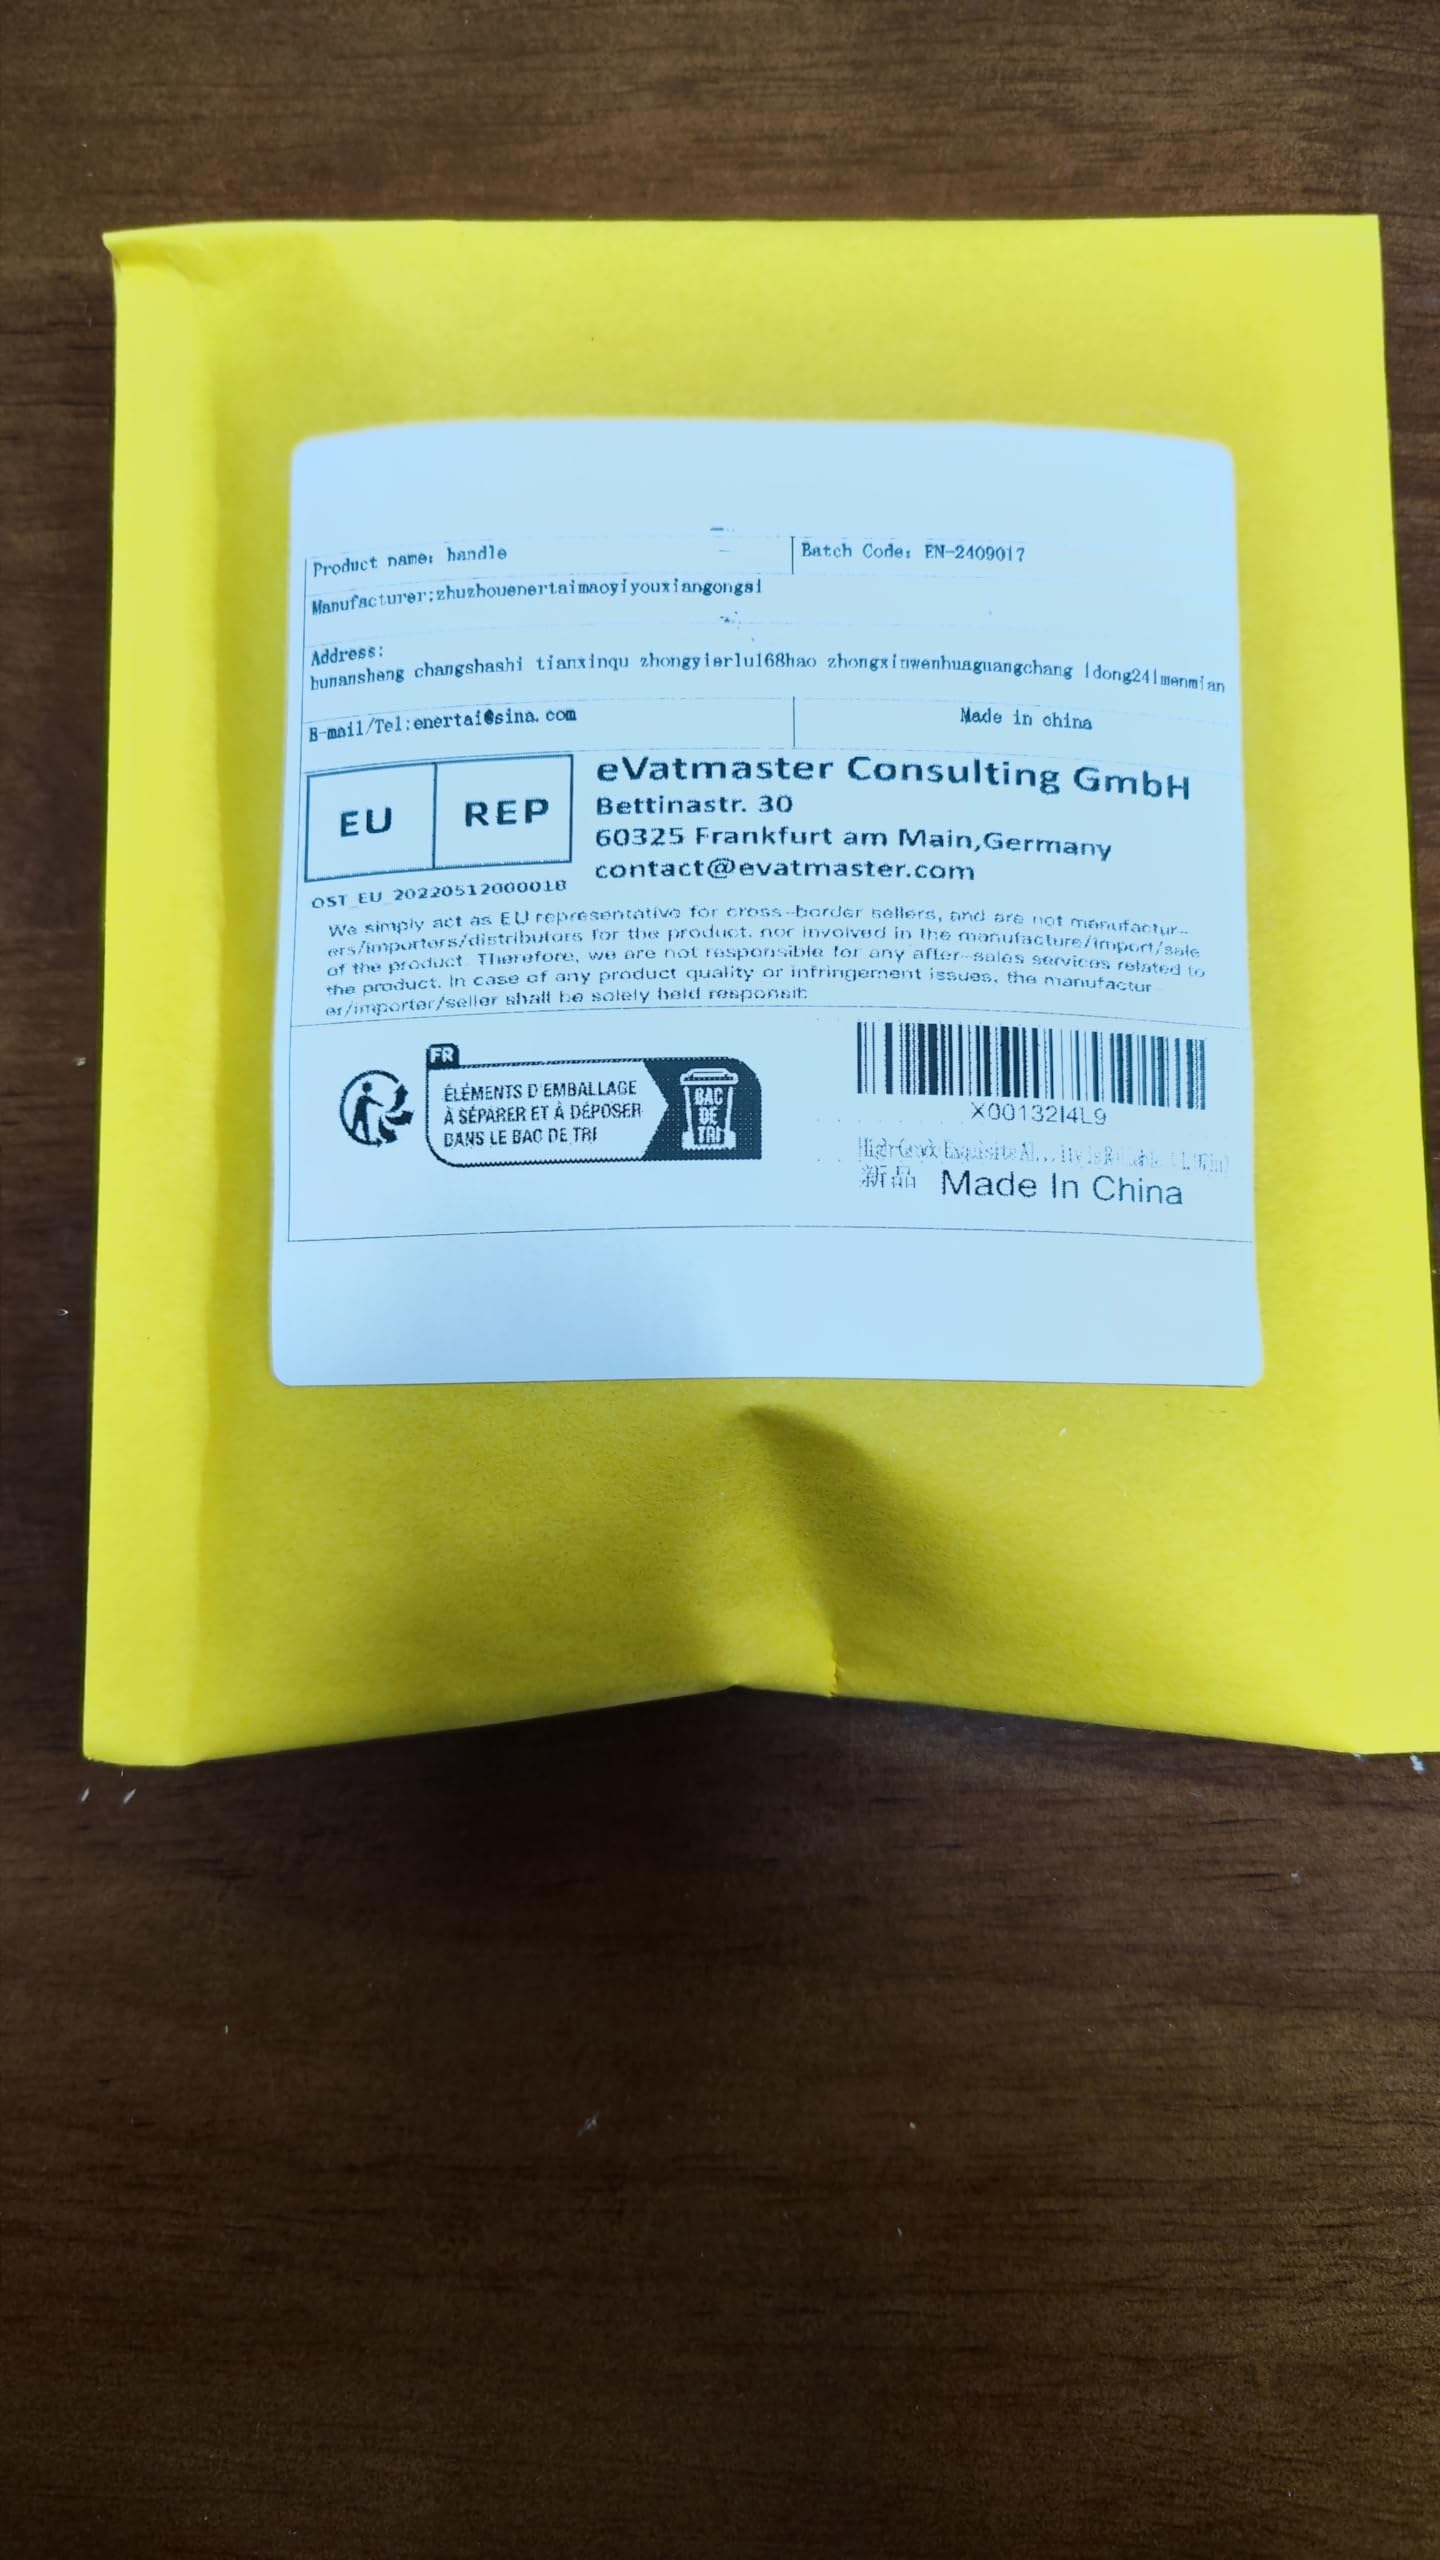 Product name: handle
Batch Code: EN-2409017
Manufacturer:zhuzhouenertaimaoyiyouxiangongsi
Address:
hunansheng changshashi tianxinqu zhongyierlu168hao zhongxinwenhuaguangchang 1dong241menmian
E-mail/Tel:enertai@sina.com
Made in china
EU REP
eVatmaster Consulting GmbH
Bettinastr. 30
60325 Frankfurt am Main,Germany
contact@evatmaster.com
OST_EU_20220512000018
We simply act as EU representative for cross-border sellers, and are not manufactur-
ers/importers/distributors for the product, nor involved in the manufacture/import/sale
of the product. Therefore, we are not responsible for any after-sales services related to
the product. In case of any product quality or infringement issues, the manufactur
er/importer/seller shall be solely held responsib
FR
ÉLÉMENTS D'EMBALLAGE
À SÉPARER ET À DÉPOSER
DANS LE BAC DE TRI
BAC
DE
TRI
X00132I4L9
High Grade Exquisite Al...
新品 Made In China